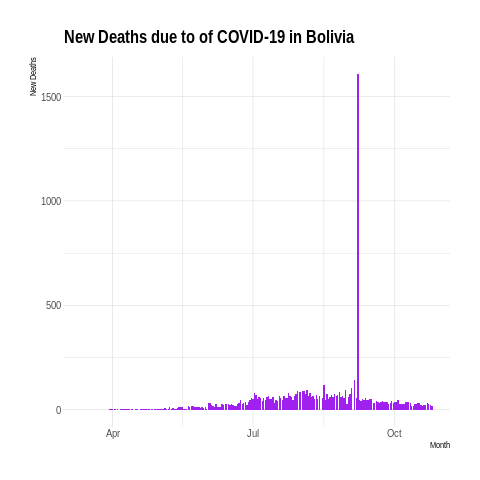 New Deaths due to of COVID-19 in Bolivia
New Deaths
1500
1000
500
0
Apr
Jul
Oct
Month